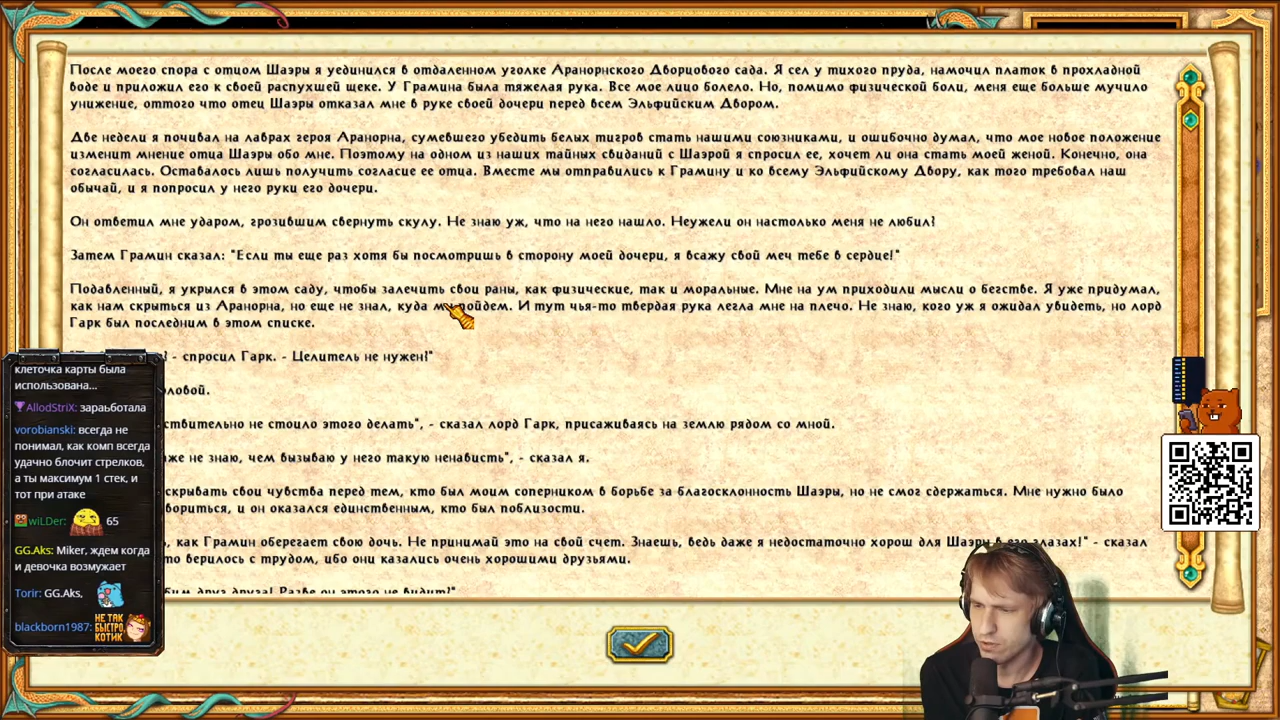 После моего спора с отцом Шаэры я уединился в отдаленном уголке Аранорнского Дворцового сада. Я сел у тихого пруда, намочил платок в прохладной
воде и приложил его к своей распухшей щеке. У Грамина была тяжелая рука. Все мое лицо болело. Но, помимо физической боли, меня еще больше мучило
унижение, оттого что отец Шаэры отказал мне в руке своей дочери перед всем Эльфийским Двором.
Две недели я почивал на лаврах героя Аранорна, сумевшего убедить белых тигров стать нашими союзниками, и ошибочно думал, что мое новое положение
изменит мнение отца Шаэры обо мне. Поэтому на одном из наших тайных свиданий с Шаэрой я спросил ее, хочет ли она стать моей женой. Конечно, она
согласилась. Оставалось лишь получить согласие ее отца. Вместе мы отправились к Грамину и ко всему Эльфийскому Двору, как того требовал наш
обычай, и я попросил у него руки его дочери.
Он ответил мне ударом, грозившим свернуть скулу. Не знаю уж, что на него нашло. Неужели он настолько меня не любил?
Затем Грамин сказал: "Если ты еще раз хотя бы посмотришь в сторону моей дочери, я всажу свой меч тебе в сердце!"
Подавленный, я укрылся в этом саду, чтобы залечить свои раны, как физические, так и моральные. Мне на ум приходили мысли о бегстве. Я уже придумал,
как нам скрыться из Аранорна, но еще не знал, куда мы пойдем. И тут чья-то твердая рука легла мне на плечо. Не знаю, кого уж я ожидал увидеть, но лорд
Гарк был последним в этом списке.
- спросил Гарк. - Целитель не нужен?"
ловой.
ствительно не стоило этого делать", - сказал лорд Гарк, присаживаясь на землю рядом со мной.
же не знаю, чем вызываю у него такую ненависть", - сказал я.
скрывать свои чувства перед тем, кто был моим соперником в борьбе за благосклонность Шаэры, но не смог сдержаться. Мне нужно было
вориться, и он оказался единственным, кто был поблизости.
, как Грамин оберегает свою дочь. Не принимай это на свой счет. Знаешь, ведь даже я недостаточно хорош для Шаэры в его глазах!" - сказал
то верилось с трудом, ибо они казались очень хорошими друзьями.
бим друг друга! Разве он этого не видит?"
клеточка карты была
использована...
AllodStriX: зараьботала
vorobianski: всегда не
понимал, как комп всегда
удачно блочит стрелков,
а ты максимум 1 стек, и
тот при атаке
wiLDer: 65
GG.Aks: Miker, ждем когда
и девочка возмужает
Torir: GG.Aks,
blackborn1987: НЕ ТАК
БЫСТРО,
КОТИК